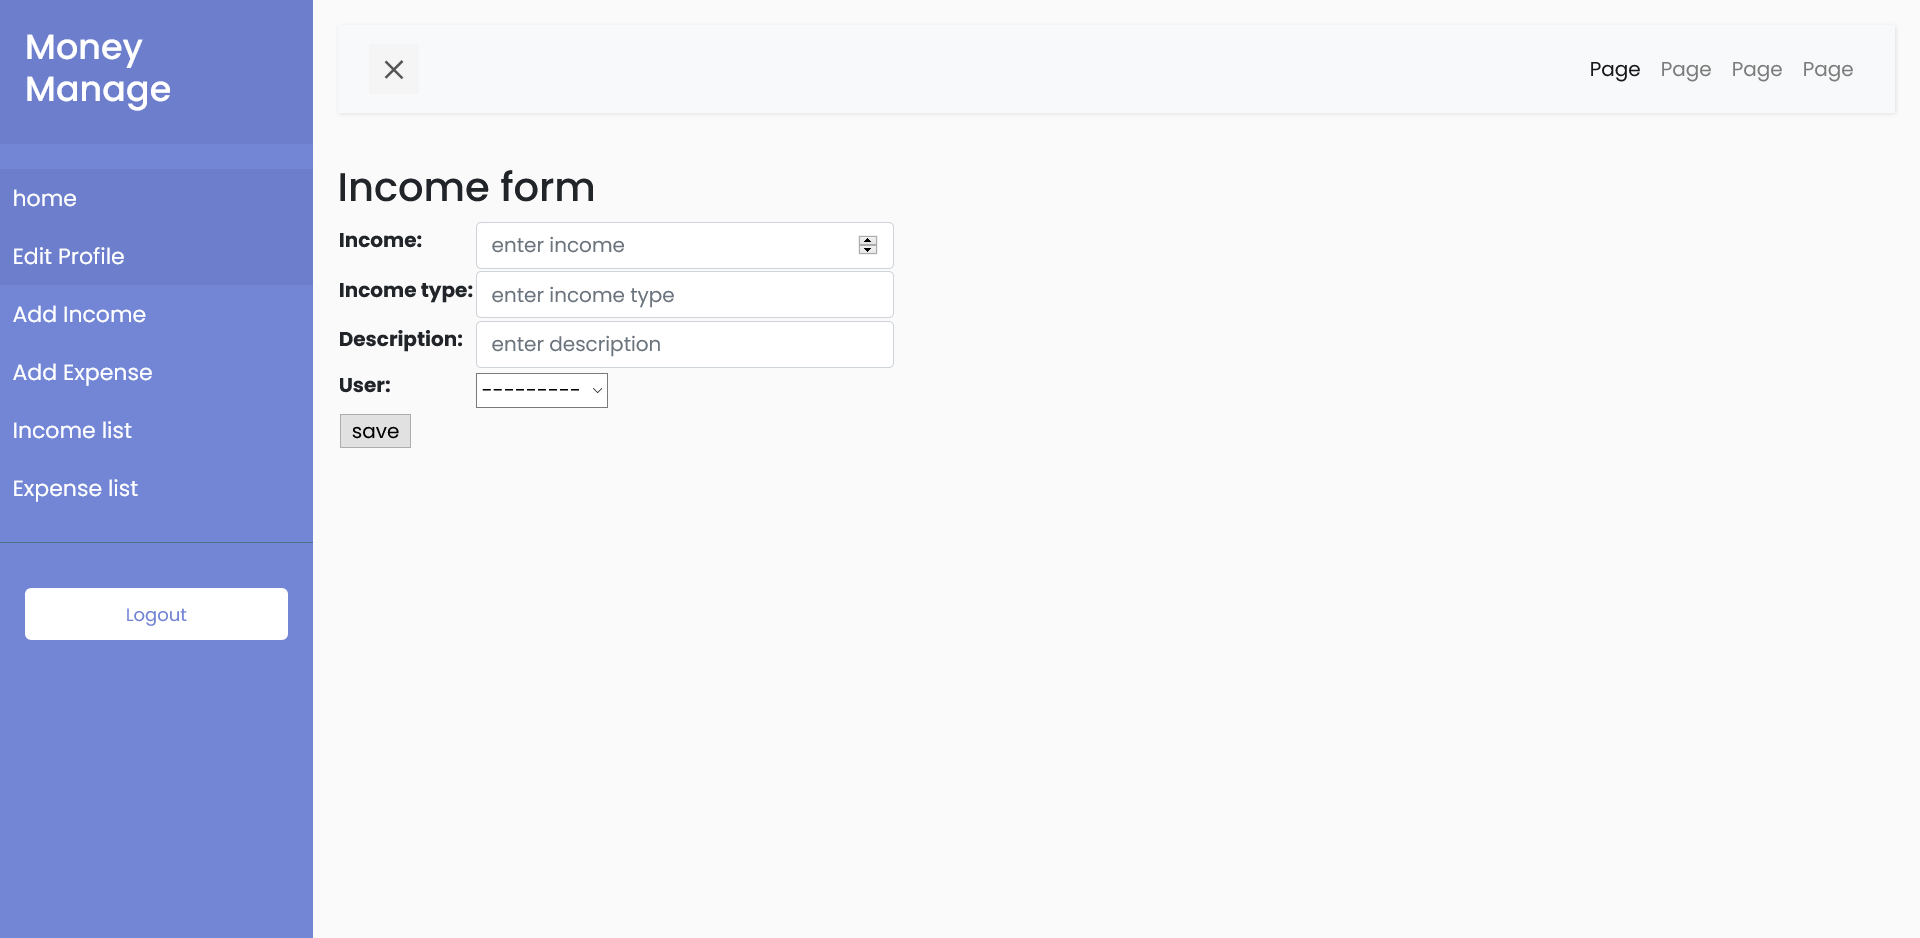 Money
Manage
home
Edit Profile
Add Income
Add Expense
Income list
Expense list
Logout
Page Page Page Page
Income form
Income: enter income
Income type: enter income type
Description: enter description
User: ---------
save